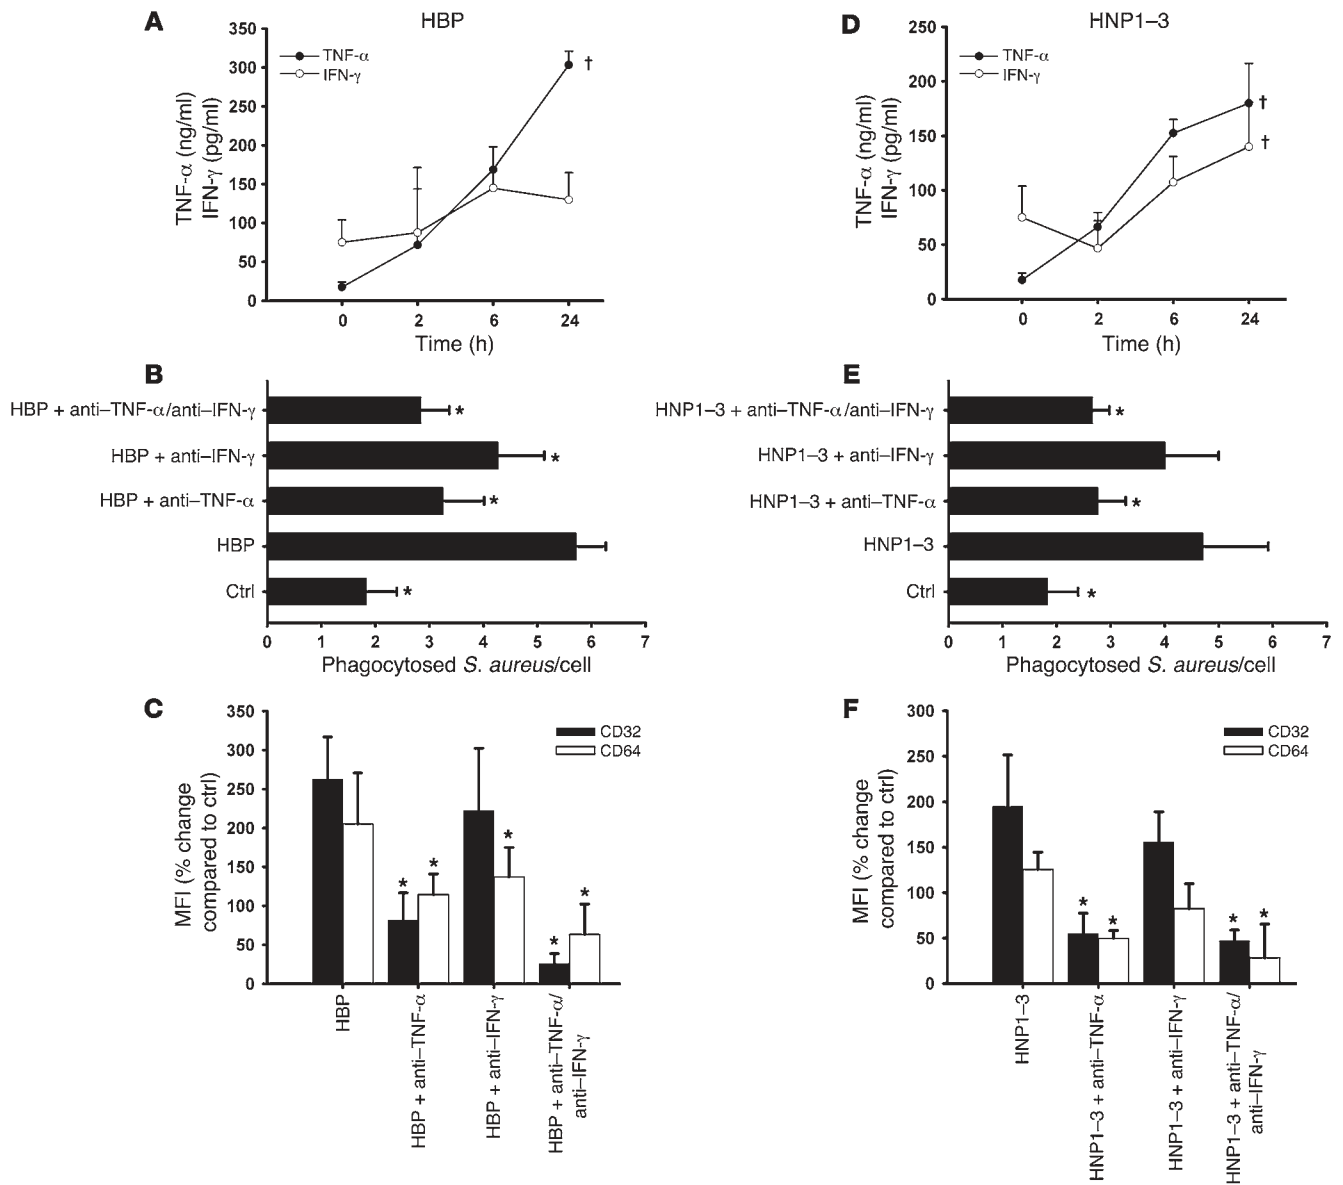 A
HBP
TNF-α (ng/ml)
IFN-γ (pg/ml)
350
300
250
200
150
100
50
0
TNF-α
IFN-γ
†
0 2 6 24
Time (h)
D
HNP1–3
TNF-α (ng/ml)
IFN-γ (pg/ml)
250
200
150
100
50
0
TNF-α
IFN-γ
†
†
0 2 6 24
Time (h)
B
HBP + anti–TNF-α/anti–IFN-γ *
HBP + anti–IFN-γ *
HBP + anti–TNF-α *
HBP
Ctrl *
0 1 2 3 4 5 6 7
Phagocytosed S. aureus/cell
E
HNP1–3 + anti–TNF-α/anti–IFN-γ *
HNP1–3 + anti–IFN-γ
HNP1–3 + anti–TNF-α *
HNP1–3
Ctrl *
0 1 2 3 4 5 6 7
Phagocytosed S. aureus/cell
C
MFI (% change
compared to ctrl)
350
300
250
200
150
100
50
0
CD32
CD64
* * * * *
HBP
HBP + anti–TNF-α
HBP + anti–IFN-γ
HBP + anti–TNF-α/
anti–IFN-γ
F
MFI (% change
compared to ctrl)
300
250
200
150
100
50
0
CD32
CD64
* * * *
HNP1–3
HNP1–3 + anti–TNF-α
HNP1–3 + anti–IFN-γ
HNP1–3 + anti–TNF-α/
anti–IFN-γ